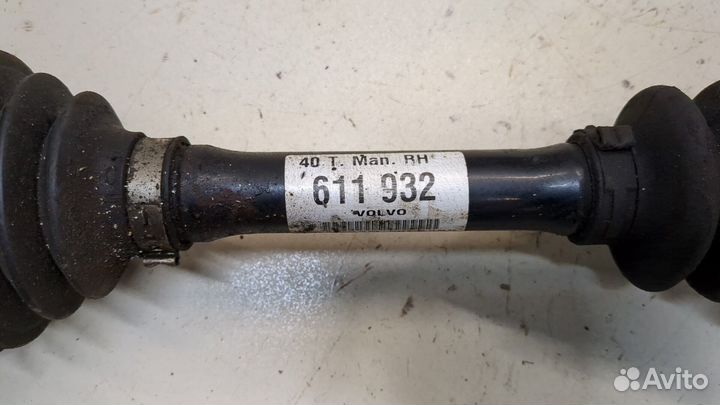 40 T. Man. RH
611 932
VOLVO
Avito